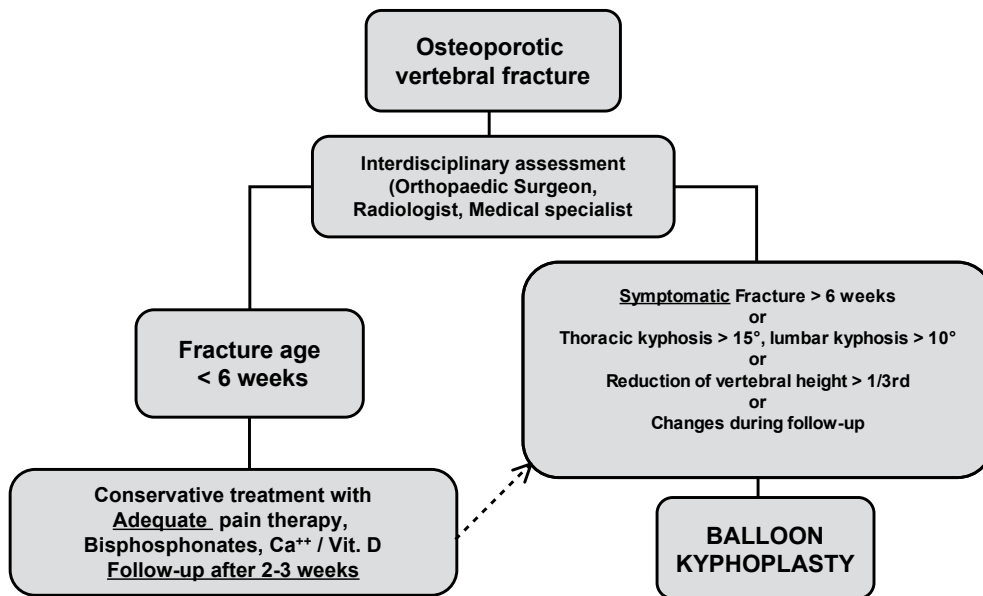 Osteoporotic
vertebral fracture
Interdisciplinary assessment
(Orthopaedic Surgeon,
Radiologist, Medical specialist
Fracture age
< 6 weeks
Symptomatic Fracture > 6 weeks
or
Thoracic kyphosis > 15°, lumbar kyphosis > 10°
or
Reduction of vertebral height > 1/3rd
or
Changes during follow-up
Conservative treatment with
Adequate pain therapy,
Bisphosphonates, Ca⁺⁺ / Vit. D
Follow-up after 2-3 weeks
BALLOON
KYPHOPLASTY